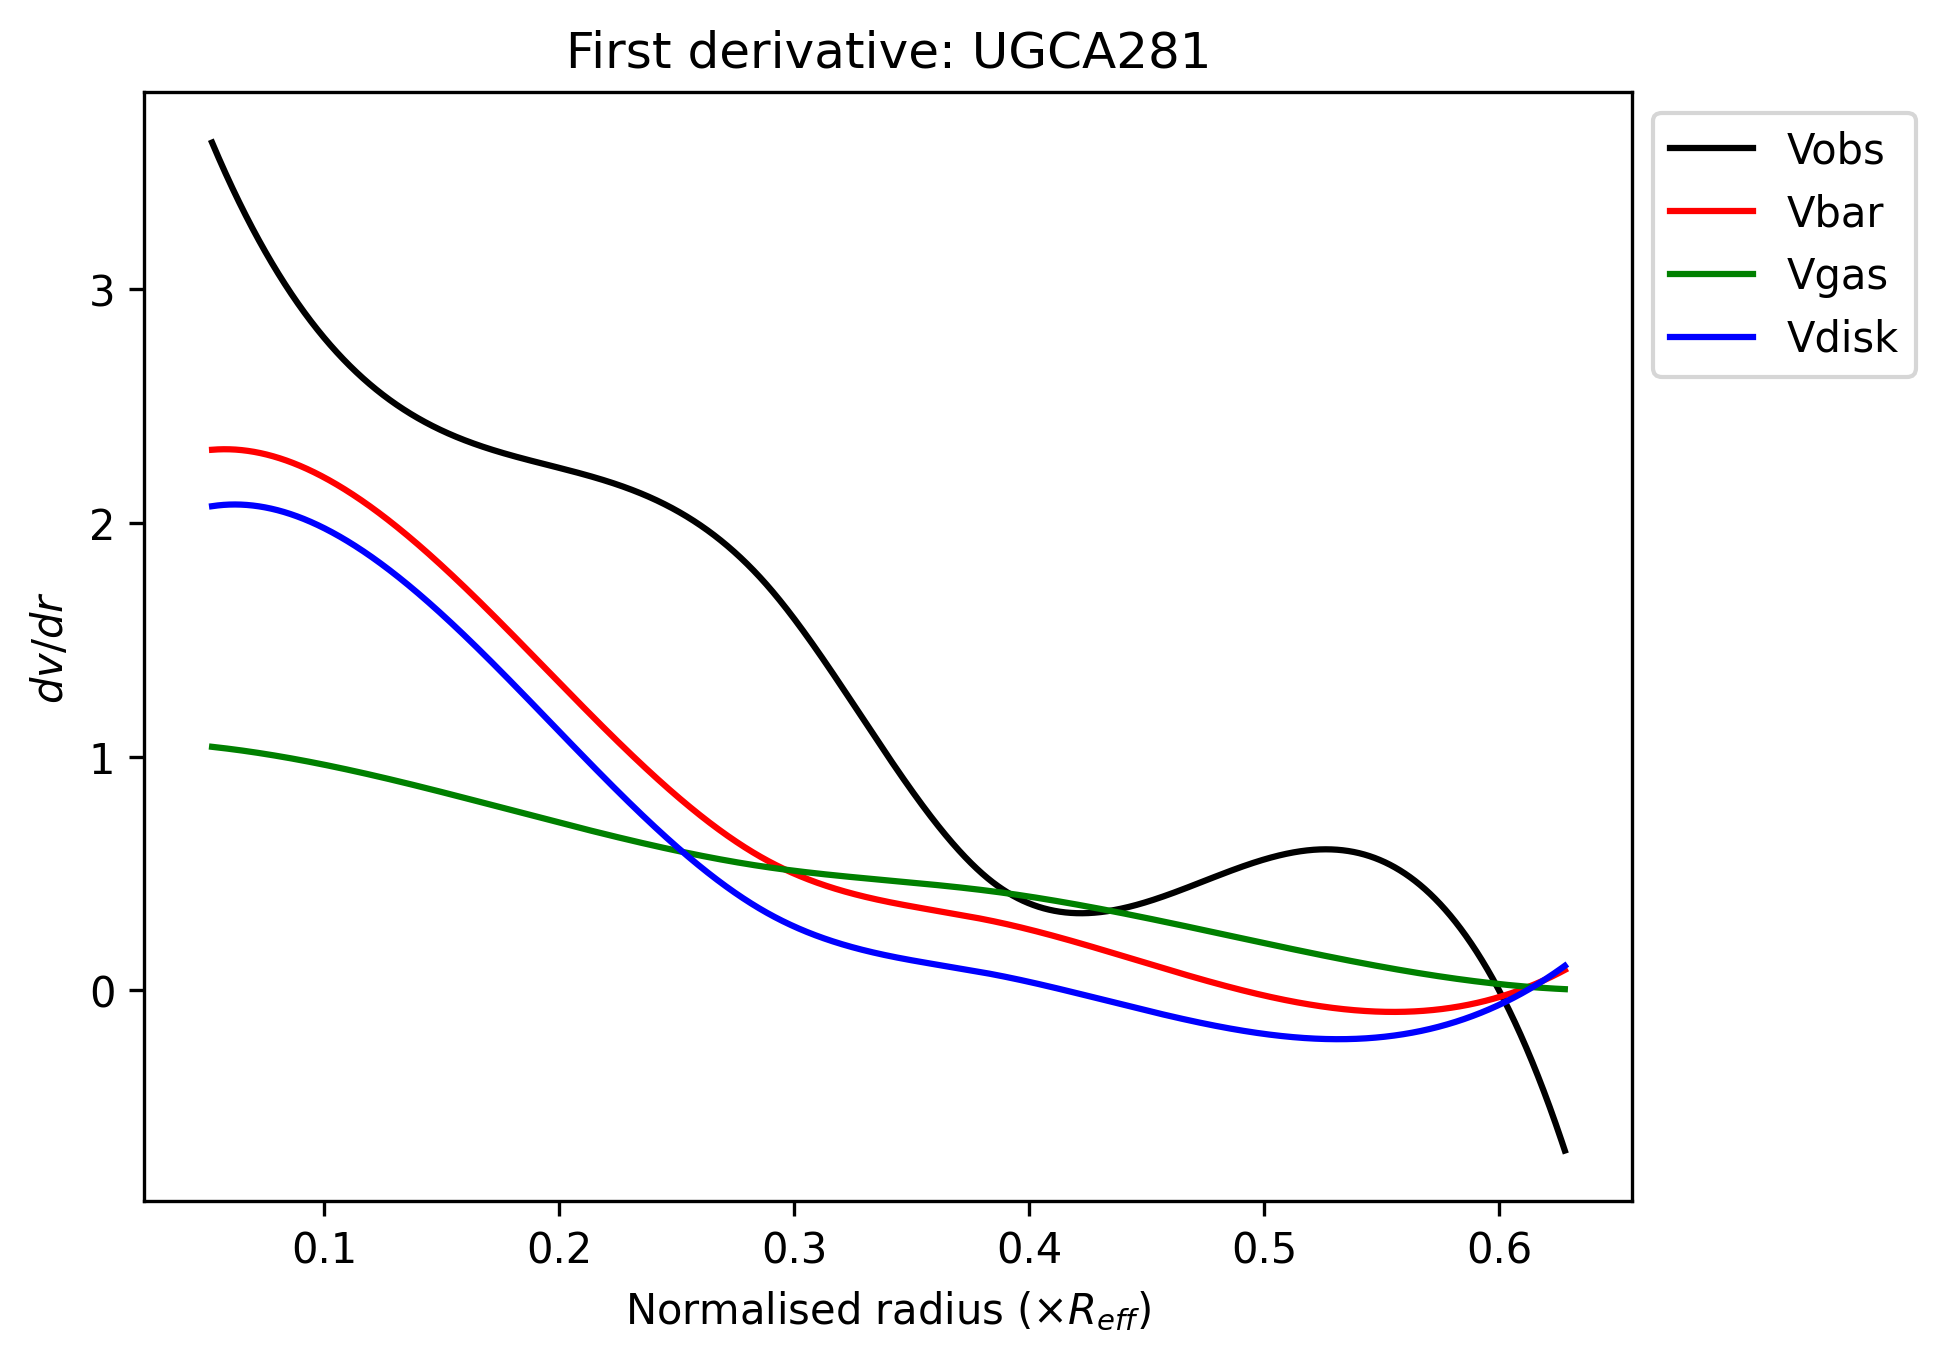 First derivative: UGCA281
Vobs
Vbar
Vgas
Vdisk
3
2
1
0
dv/dr
0.1 0.2 0.3 0.4 0.5 0.6
Normalised radius (×R_eff)